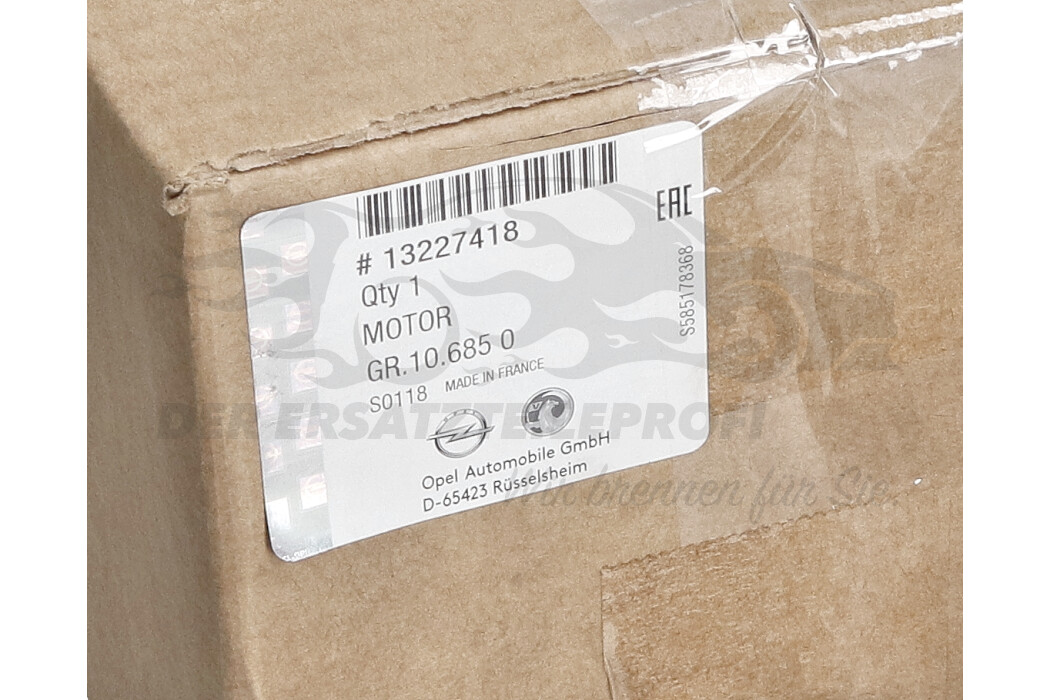 # 13227418
Qty 1
MOTOR
GR.10.685 0
S0118 MADE IN FRANCE
Opel Automobile GmbH
D-65423 Rüsselsheim
EAC
S585178368
DER ERSATZTEILEPROFI
Wir brennen für Sie